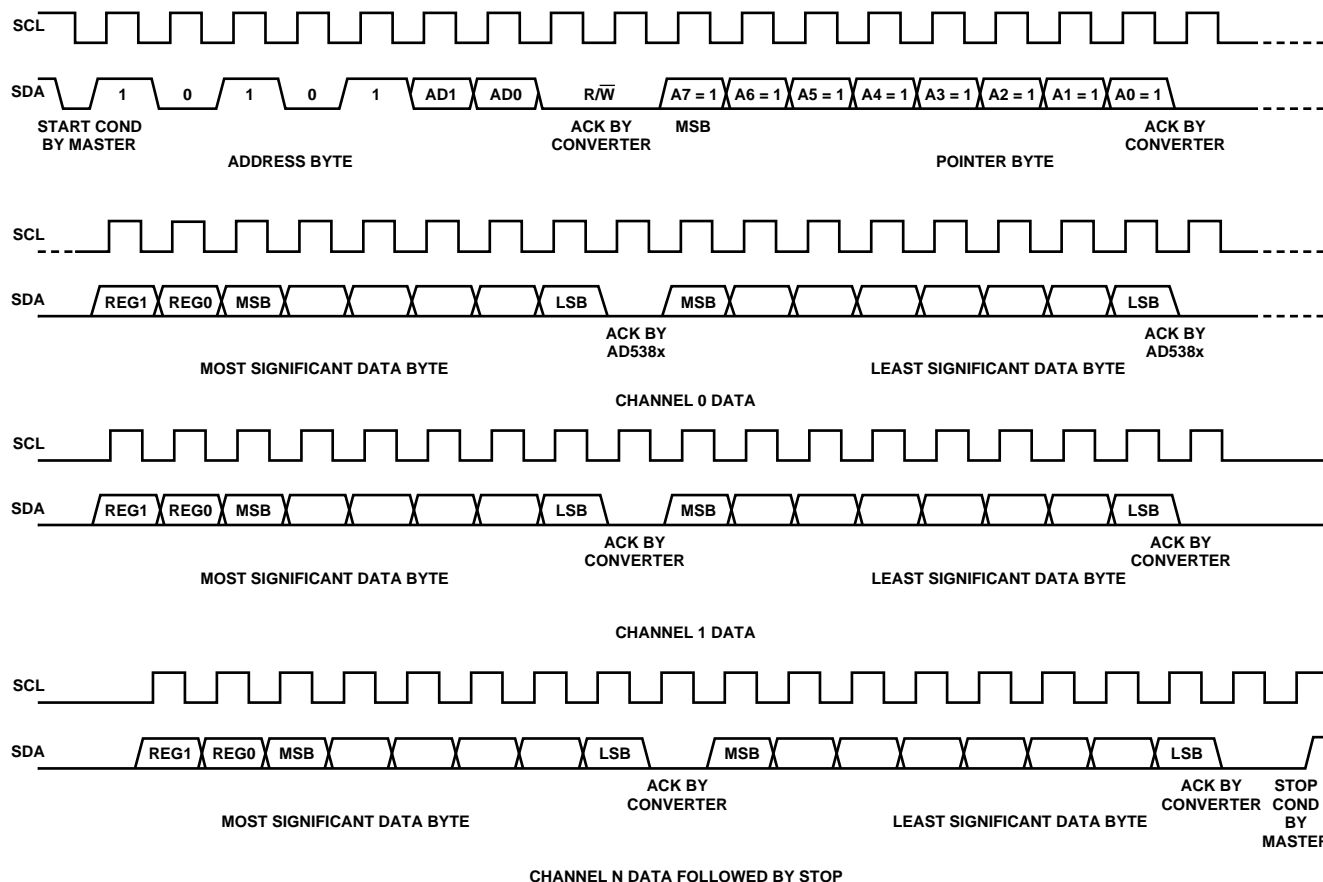 SCL
SDA 1 0 1 0 1 AD1 AD0 R/W̅ A7 = 1 A6 = 1 A5 = 1 A4 = 1 A3 = 1 A2 = 1 A1 = 1 A0 = 1
START COND
BY MASTER
ACK BY
CONVERTER
MSB
ACK BY
CONVERTER
ADDRESS BYTE
POINTER BYTE
SCL
SDA REG1 REG0 MSB LSB MSB LSB
ACK BY
AD538x
ACK BY
AD538x
MOST SIGNIFICANT DATA BYTE
LEAST SIGNIFICANT DATA BYTE
CHANNEL 0 DATA
SCL
SDA REG1 REG0 MSB LSB MSB LSB
ACK BY
CONVERTER
ACK BY
CONVERTER
MOST SIGNIFICANT DATA BYTE
LEAST SIGNIFICANT DATA BYTE
CHANNEL 1 DATA
SCL
SDA REG1 REG0 MSB LSB MSB LSB
ACK BY
CONVERTER
ACK BY
CONVERTER
STOP
COND
BY
MASTER
MOST SIGNIFICANT DATA BYTE
LEAST SIGNIFICANT DATA BYTE
CHANNEL N DATA FOLLOWED BY STOP